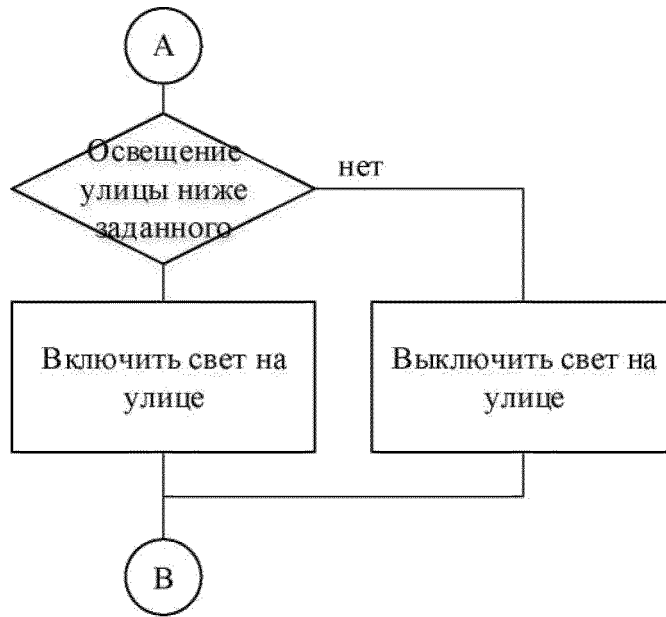 А
Освещение
улицы ниже
заданного
нет
Включить свет на
улице
Выключить свет на
улице
В